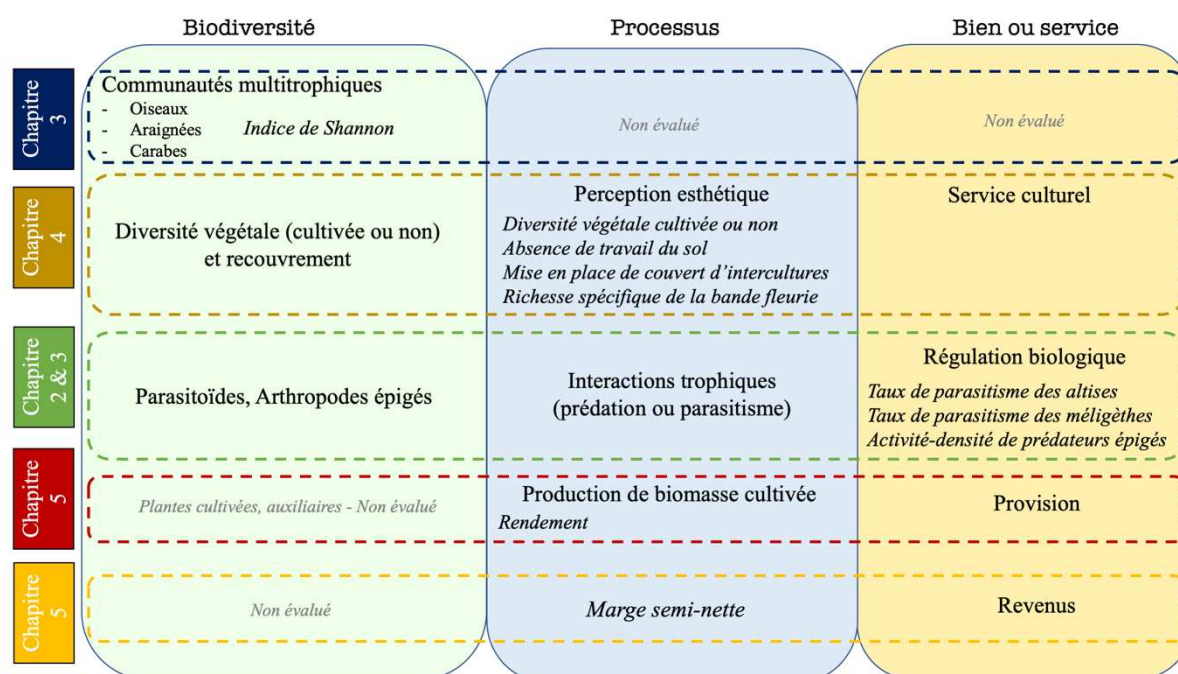 Biodiversité
Processus
Bien ou service
Chapitre
3
Communautés multitrophiques
- Oiseaux
- Araignées
- Carabes
Indice de Shannon
Non évalué
Non évalué
Chapitre
4
Diversité végétale (cultivée ou non)
et recouvrement
Perception esthétique
Diversité végétale cultivée ou non
Absence de travail du sol
Mise en place de couvert d'intercultures
Richesse spécifique de la bande fleurie
Service culturel
Chapitre
2 & 3
Parasitoïdes, Arthropodes épigés
Interactions trophiques
(prédation ou parasitisme)
Régulation biologique
Taux de parasitisme des altises
Taux de parasitisme des méligèthes
Activité-densité de prédateurs épigés
Chapitre
5
Plantes cultivées, auxiliaires - Non évalué
Production de biomasse cultivée
Rendement
Provision
Chapitre
5
Non évalué
Marge semi-nette
Revenus